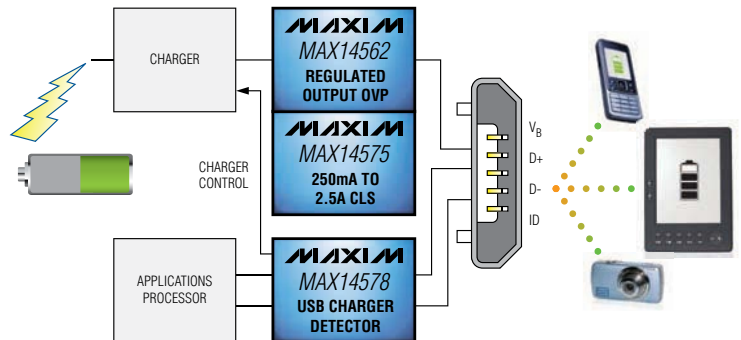 CHARGER
MAXIM
MAX14562
REGULATED
OUTPUT OVP
MAXIM
MAX14575
250mA TO
2.5A CLS
CHARGER
CONTROL
APPLICATIONS
PROCESSOR
MAXIM
MAX14578
USB CHARGER
DETECTOR
VB
D+
D-
ID